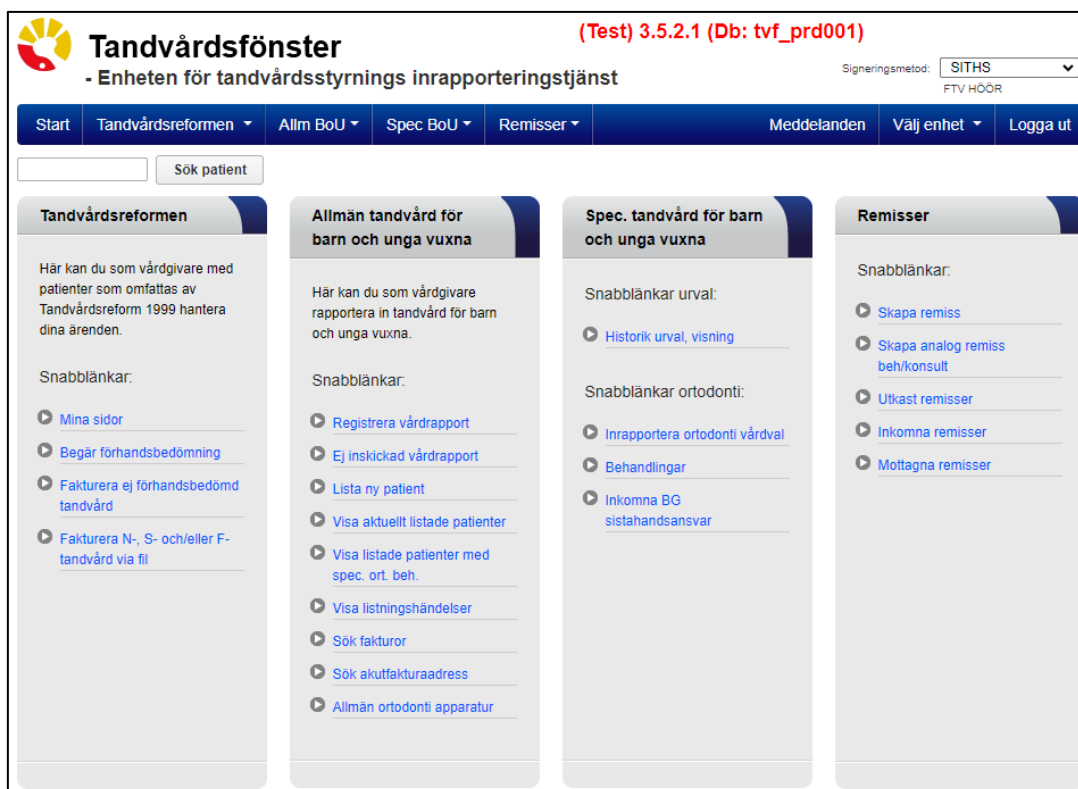 (Test) 3.5.2.1 (Db: tvf_prd001)
Tandvårdsfönster
- Enheten för tandvårdsstyrnings inrapporteringstjänst
Signeringsmetod: SITHS
FTV HÖÖR
Start Tandvårdsreformen Allm BoU Spec BoU Remisser Meddelanden Välj enhet Logga ut
Sök patient
Tandvårdsreformen
Här kan du som vårdgivare med
patienter som omfattas av
Tandvårdsreform 1999 hantera
dina ärenden.
Snabblänkar:
Mina sidor
Begär förhandsbedömning
Fakturera ej förhandsbedömd
tandvård
Fakturera N-, S- och/eller F-
tandvård via fil
Allmän tandvård för
barn och unga vuxna
Här kan du som vårdgivare
rapportera in tandvård för barn
och unga vuxna.
Snabblänkar:
Registrera vårdrapport
Ej inskickad vårdrapport
Lista ny patient
Visa aktuellt listade patienter
Visa listade patienter med
spec. ort. beh.
Visa listningshändelser
Sök fakturor
Sök akutfakturaadress
Allmän ortodonti apparatur
Spec. tandvård för barn
och unga vuxna
Snabblänkar urval:
Historik urval, visning
Snabblänkar ortodonti:
Inrapportera ortodonti vårdval
Behandlingar
Inkomna BG
sistahandsansvar
Remisser
Snabblänkar:
Skapa remiss
Skapa analog remiss
beh/konsult
Utkast remisser
Inkomna remisser
Mottagna remisser